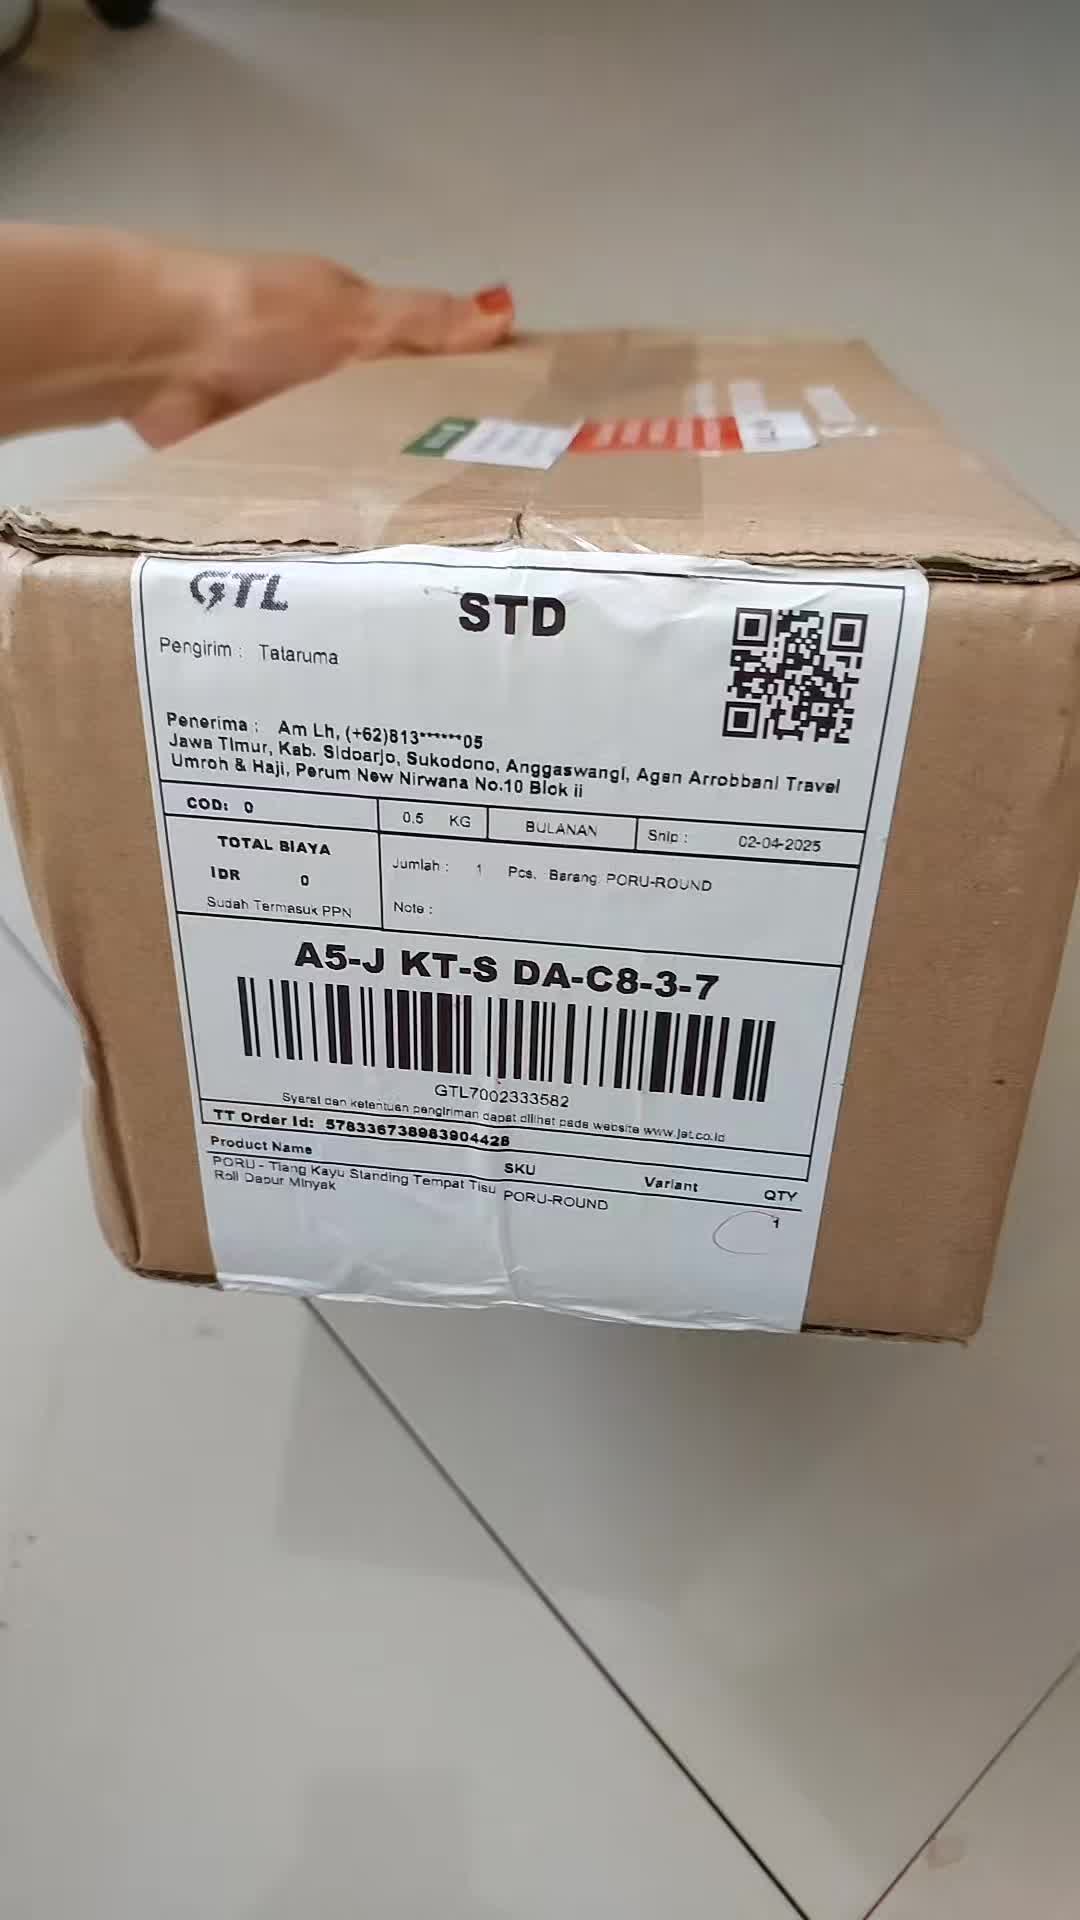 GTL
STD
Pengirim : Tataruma
Penerima : Am Lh, (+62)813******05
Jawa Timur, Kab. Sidoarjo, Sukodono, Anggaswangi, Agen Arrobbani Travel
Umroh & Haji, Perum New Nirwana No.10 Blok ii
COD: 0
0.5 KG
BULANAN
Ship : 02-04-2025
TOTAL BIAYA
IDR 0
Sudah Termasuk PPN
Jumlah : 1 Pcs. Barang: PORU-ROUND
Note :
A5-J KT-S DA-C8-3-7
GTL7002333582
Syarat dan ketentuan pengiriman dapat dilihat pada website www.jet.co.id
TT Order Id: 578336738983904428
Product Name SKU Variant QTY
PORU - Tiang Kayu Standing Tempat Tisu PORU-ROUND 1
Roll Dapur Minyak